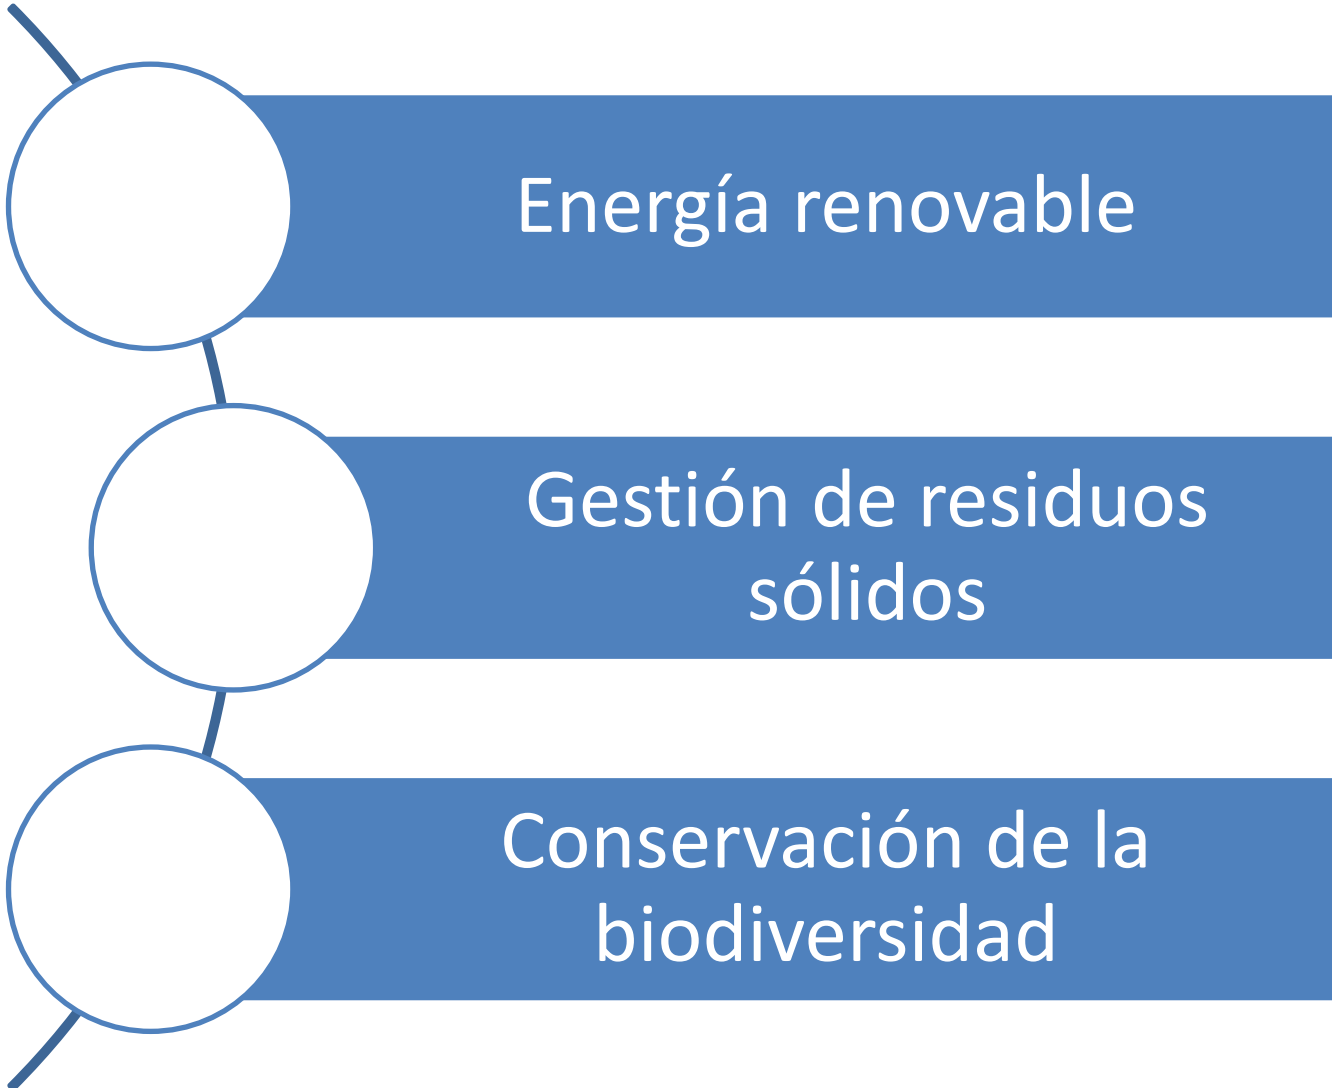 Energía renovable
Gestión de residuos
sólidos
Conservación de la
biodiversidad